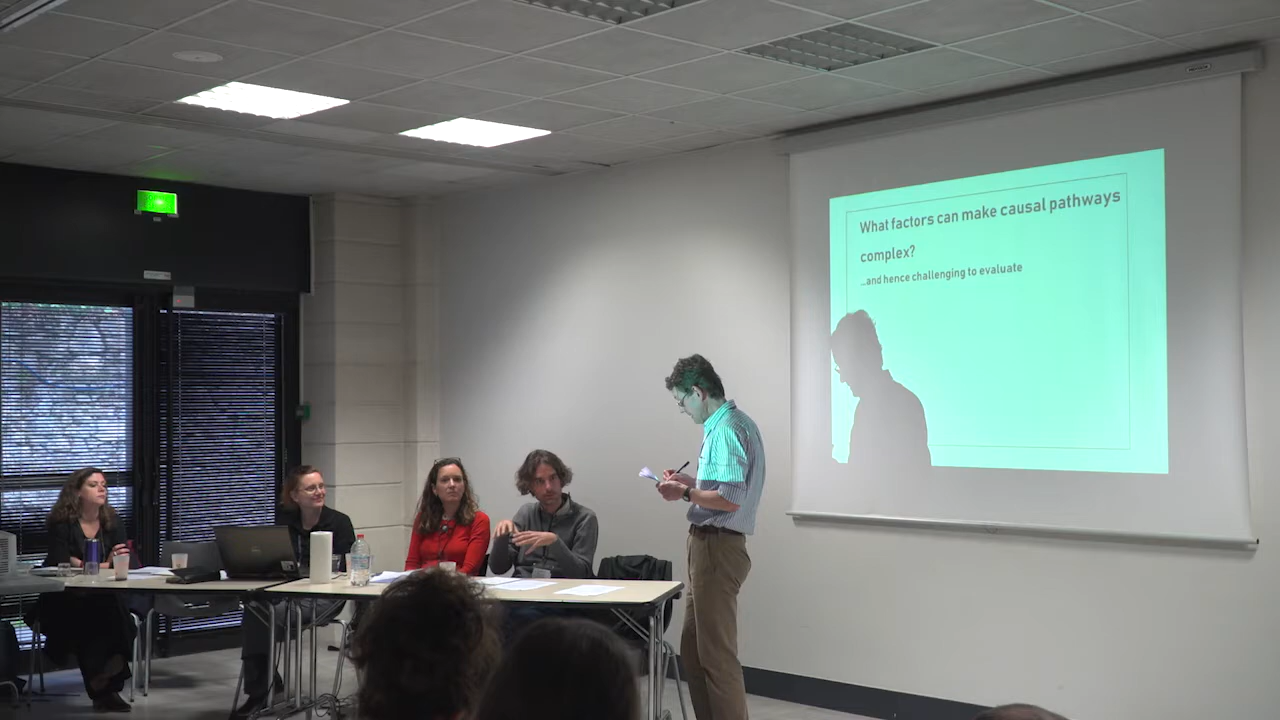 What factors can make causal pathways
complex?
...and hence challenging to evaluate